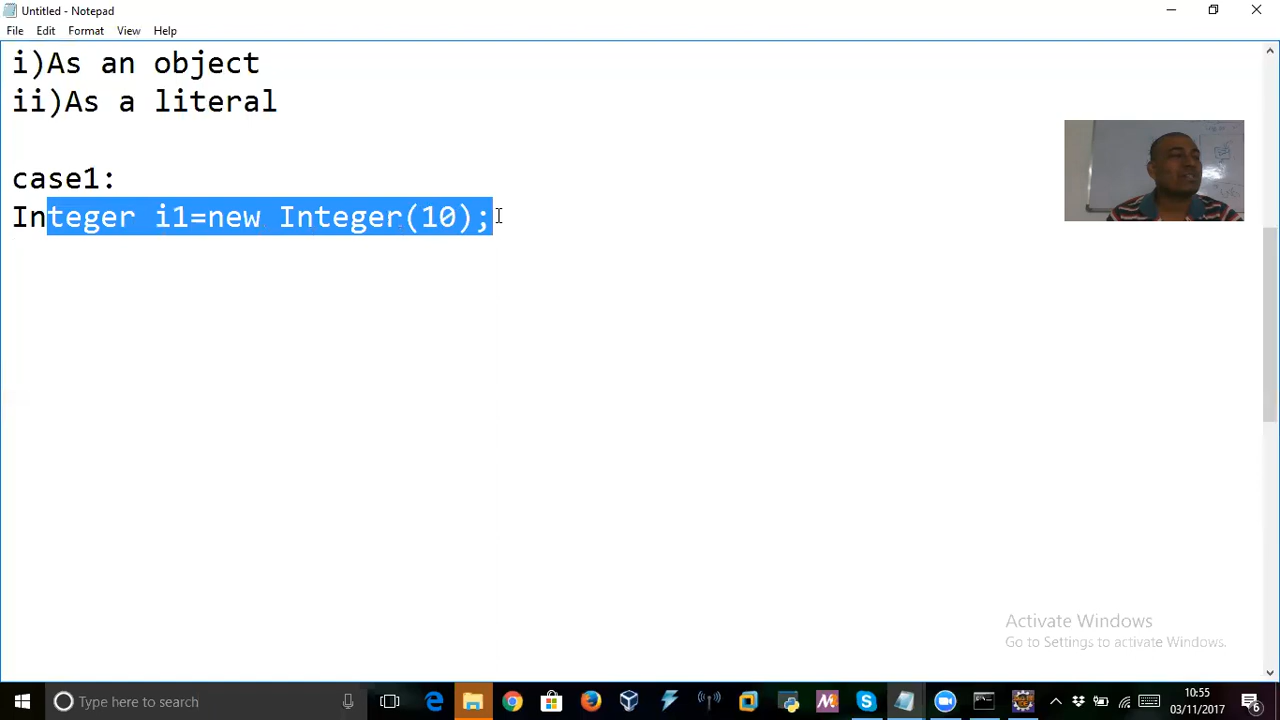 Untitled - Notepad
File Edit Format View Help
i)As an object
ii)As a literal
case1:
Integer i1=new Integer(10);
Activate Windows
Go to Settings to activate Windows.
Type here to search
10:55
03/11/2017
6